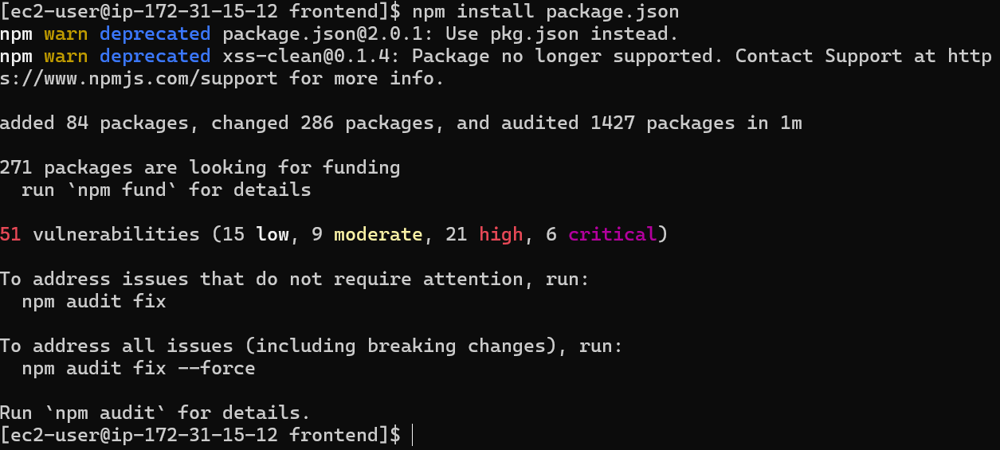 [ec2-user@ip-172-31-15-12 frontend]$ npm install package.json
npm warn deprecated package.json@2.0.1: Use pkg.json instead.
npm warn deprecated xss-clean@0.1.4: Package no longer supported. Contact Support at http
s://www.npmjs.com/support for more info.
added 84 packages, changed 286 packages, and audited 1427 packages in 1m
271 packages are looking for funding
  run `npm fund` for details
51 vulnerabilities (15 low, 9 moderate, 21 high, 6 critical)
To address issues that do not require attention, run:
  npm audit fix
To address all issues (including breaking changes), run:
  npm audit fix --force
Run `npm audit` for details.
[ec2-user@ip-172-31-15-12 frontend]$